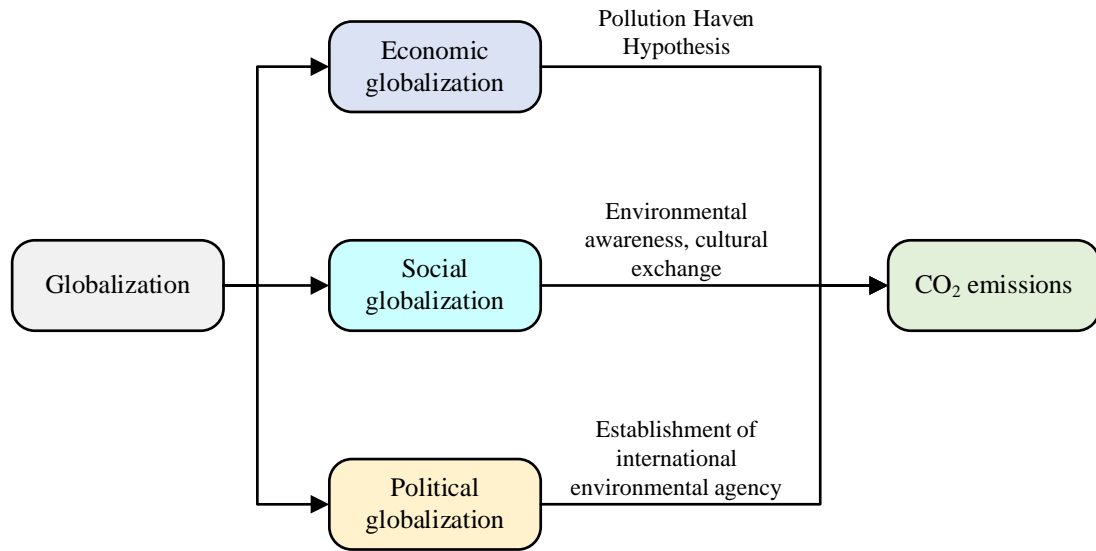 Economic
globalization
Pollution Haven
Hypothesis
Globalization
Social
globalization
Environmental
awareness, cultural
exchange
CO₂ emissions
Political
globalization
Establishment of
international
environmental agency